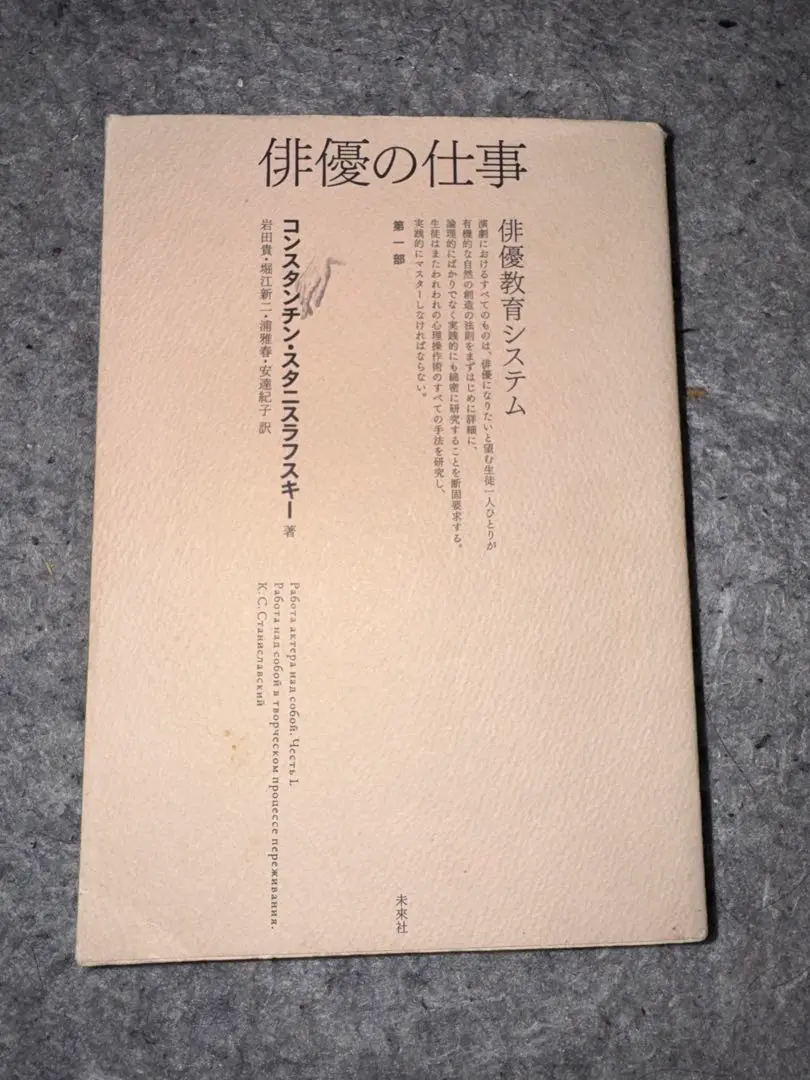 俳優の仕事
俳優教育システム
演劇におけるすべてのものは、俳優になりたいと望む生徒一人ひとりが
有機的な自然の創造の法則をまずはじめに詳細に、
論理的にばかりでなく実践的にも綿密に研究することを断固要求する。
生徒はまたわれわれの心理操作術のすべての手法を研究し、
実践的にマスターしなければならない。
第一部
コンスタンチン・スタニスラフスキー 著
岩田貴・堀江新二・浦雅春・安達紀子 訳
Работа актера над собой. Честь I.
Работа над собой в творческом процессе переживания.
К. С. Станиславский
未來社